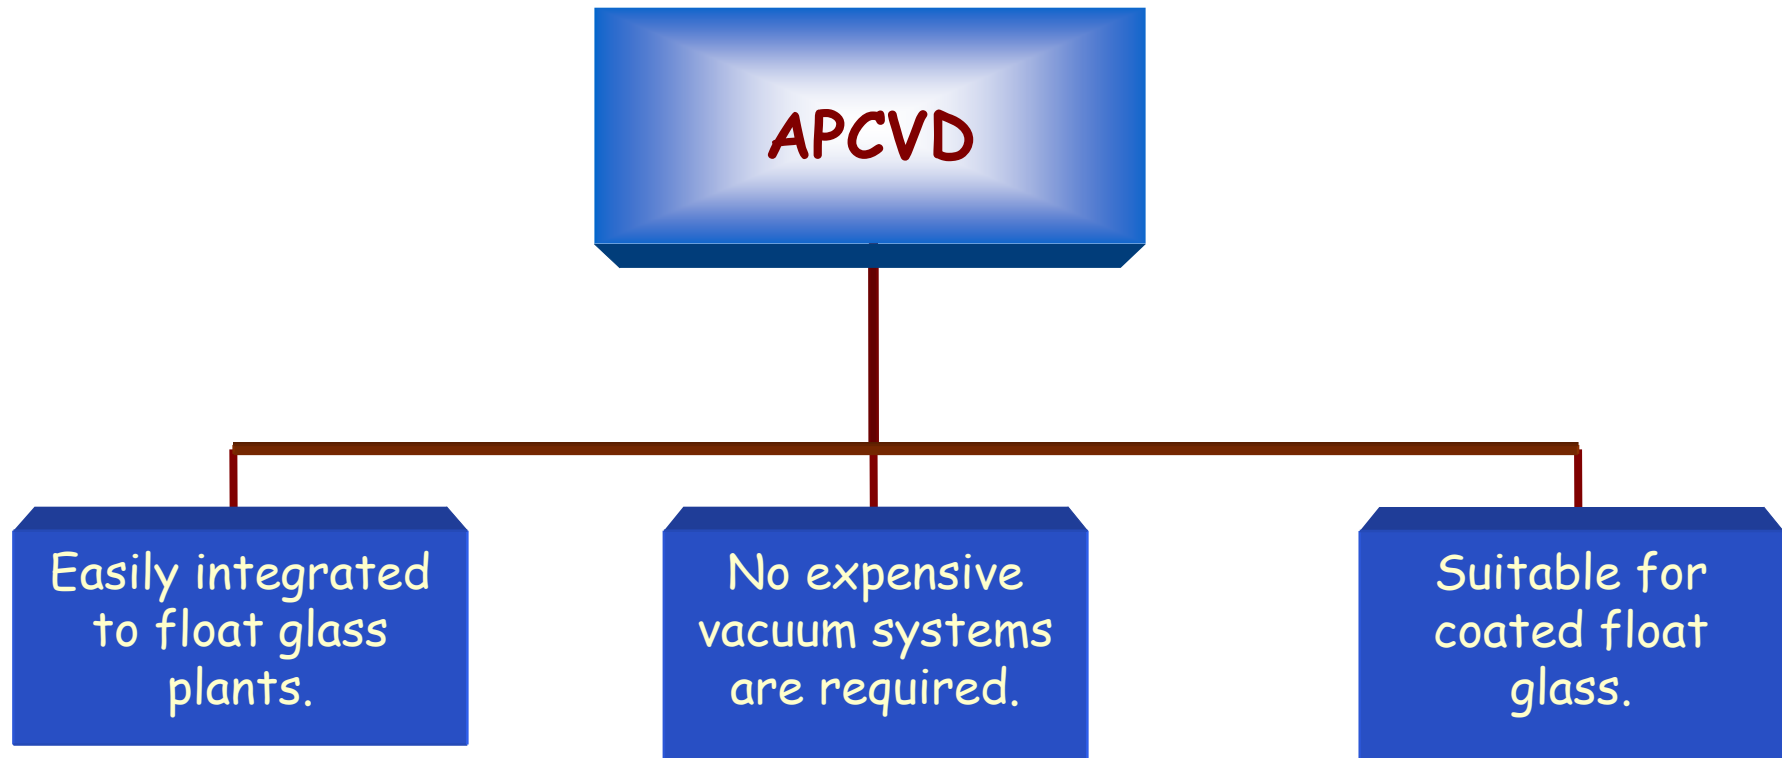 APCVD
Easily integrated
to float glass
plants.
No expensive
vacuum systems
are required.
Suitable for
coated float
glass.